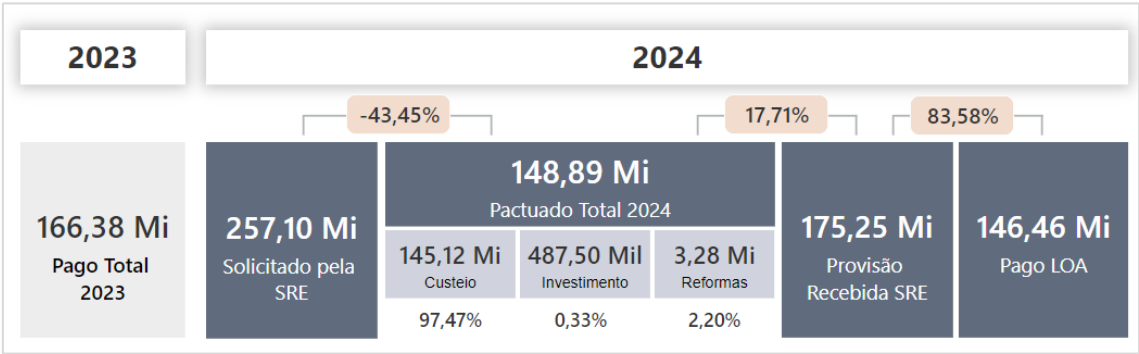 2023
2024
-43,45%
17,71%
83,58%
166,38 Mi
Pago Total
2023
257,10 Mi
Solicitado pela
SRE
148,89 Mi
Pactuado Total 2024
145,12 Mi
Custeio
97,47%
487,50 Mil
Investimento
0,33%
3,28 Mi
Reformas
2,20%
175,25 Mi
Provisão
Recebida SRE
146,46 Mi
Pago LOA